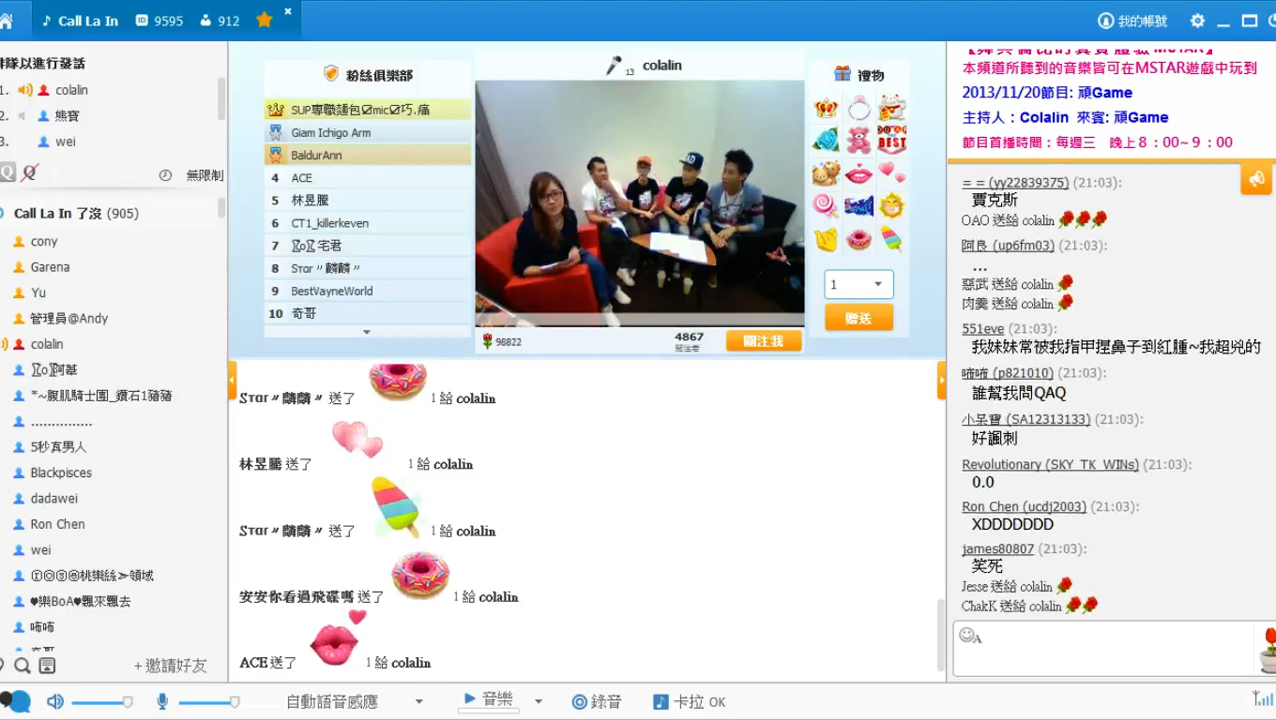 Call La In 9595 912
我的帳號
排隊以進行發話
1. colalin
2. 熊寶
3. wei
無限制
Call La In 了沒 (905)
cony
Garena
Yu
管理員@Andy
colalin
*~腹肌騎士團_鑽石1豬豬
...............
5秒真男人
Blackpisces
dadawei
Ron Chen
wei
♥樂BoA♥飄來飄去
+ 邀請好友
粉絲俱樂部
Giam Ichigo Arm
BaldurAnn
4 ACE
5 林昱騰
6 CT1_killerkeven
7 宅君
8 Sтαr〃麟麟〃
9 BestVayneWorld
10 奇哥
13 colalin
98822
4867
關注者
關注我
禮物
1
贈送
Sтαr〃麟麟〃 送了 1 給 colalin
林昱騰 送了 1 給 colalin
Sтαr〃麟麟〃 送了 1 給 colalin
安安你看過飛碟嗎 送了 1 給 colalin
ACE 送了 1 給 colalin
本頻道所聽到的音樂皆可在MSTAR遊戲中玩到
2013/11/20節目: 頑Game
主持人：Colalin 來賓: 頑Game
節目首播時間：每週三 晚上８：00~９：00
= = (yy22839375) (21:03):
賈克斯
OAO 送給 colalin
阿良 (up6fm03) (21:03):
...
惡武 送給 colalin
肉羹 送給 colalin
551eve (21:03):
我妹妹常被我指甲捏鼻子到紅腫~我超兇的
(p821010) (21:03):
誰幫我問QAQ
小呆寶 (SA12313133) (21:03):
好諷刺
Revolutionary (SKY_TK_WINs) (21:03):
0.0
Ron Chen (ucdj2003) (21:03):
XDDDDDDD
james80807 (21:03):
笑死
Jesse 送給 colalin
ChakK 送給 colalin
自動語音感應
音樂
錄音
卡拉 OK